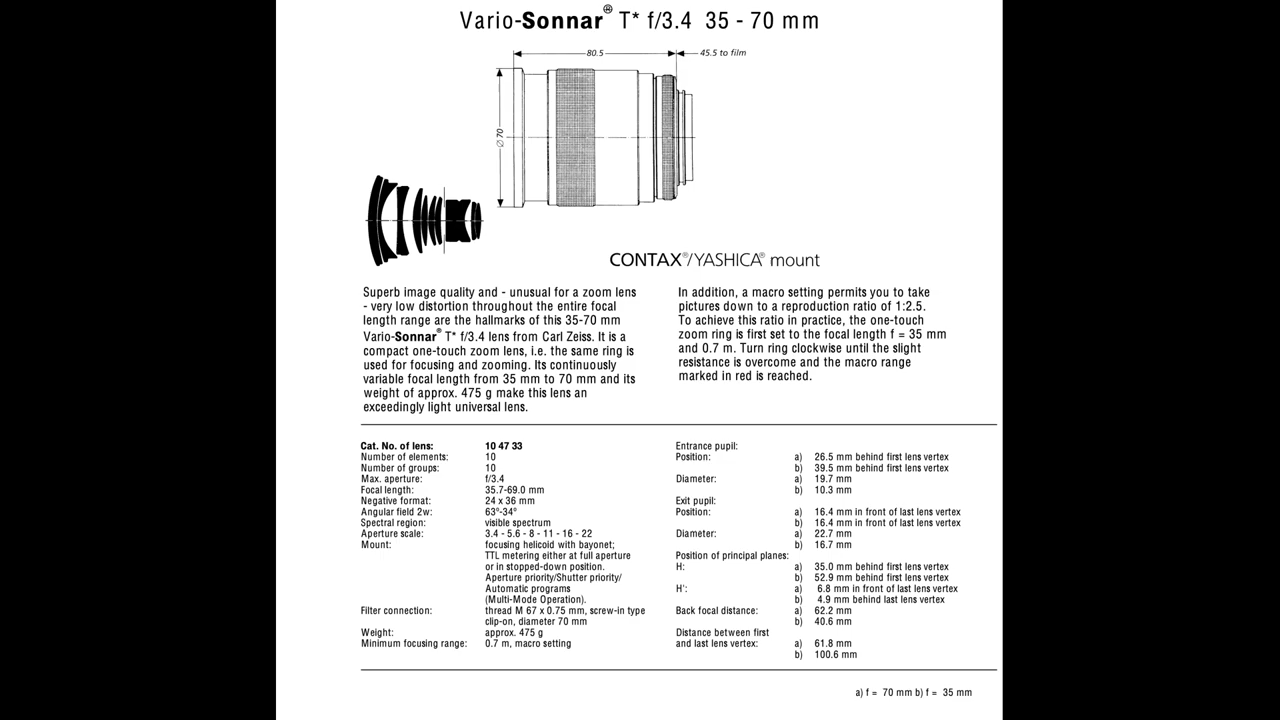 Vario-Sonnar® T* f/3.4 35 - 70 mm
80.5
45.5 to film
∅ 70
CONTAX®/YASHICA® mount
Superb image quality and - unusual for a zoom lens
- very low distortion throughout the entire focal
length range are the hallmarks of this 35-70 mm
Vario-Sonnar® T* f/3.4 lens from Carl Zeiss. It is a
compact one-touch zoom lens, i.e. the same ring is
used for focusing and zooming. Its continuously
variable focal length from 35 mm to 70 mm and its
weight of approx. 475 g make this lens an
exceedingly light universal lens.
In addition, a macro setting permits you to take
pictures down to a reproduction ratio of 1:2.5.
To achieve this ratio in practice, the one-touch
zoom ring is first set to the focal length f = 35 mm
and 0.7 m. Turn ring clockwise until the slight
resistance is overcome and the macro range
marked in red is reached.
Cat. No. of lens: 10 47 33
Number of elements: 10
Number of groups: 10
Max. aperture: f/3.4
Focal length: 35.7-69.0 mm
Negative format: 24 x 36 mm
Angular field 2w: 63°-34°
Spectral region: visible spectrum
Aperture scale: 3.4 - 5.6 - 8 - 11 - 16 - 22
Mount: focusing helicoid with bayonet;
TTL metering either at full aperture
or in stopped-down position.
Aperture priority/Shutter priority/
Automatic programs
(Multi-Mode Operation).
Filter connection: thread M 67 x 0.75 mm, screw-in type
clip-on, diameter 70 mm
Weight: approx. 475 g
Minimum focusing range: 0.7 m, macro setting
Entrance pupil:
Position: a) 26.5 mm behind first lens vertex
b) 39.5 mm behind first lens vertex
Diameter: a) 19.7 mm
b) 10.3 mm
Exit pupil:
Position: a) 16.4 mm in front of last lens vertex
b) 16.4 mm in front of last lens vertex
Diameter: a) 22.7 mm
b) 16.7 mm
Position of principal planes:
H: a) 35.0 mm behind first lens vertex
b) 52.9 mm behind first lens vertex
H': a) 6.8 mm in front of last lens vertex
b) 4.9 mm behind last lens vertex
Back focal distance: a) 62.2 mm
b) 40.6 mm
Distance between first
and last lens vertex: a) 61.8 mm
b) 100.6 mm
a) f = 70 mm b) f = 35 mm